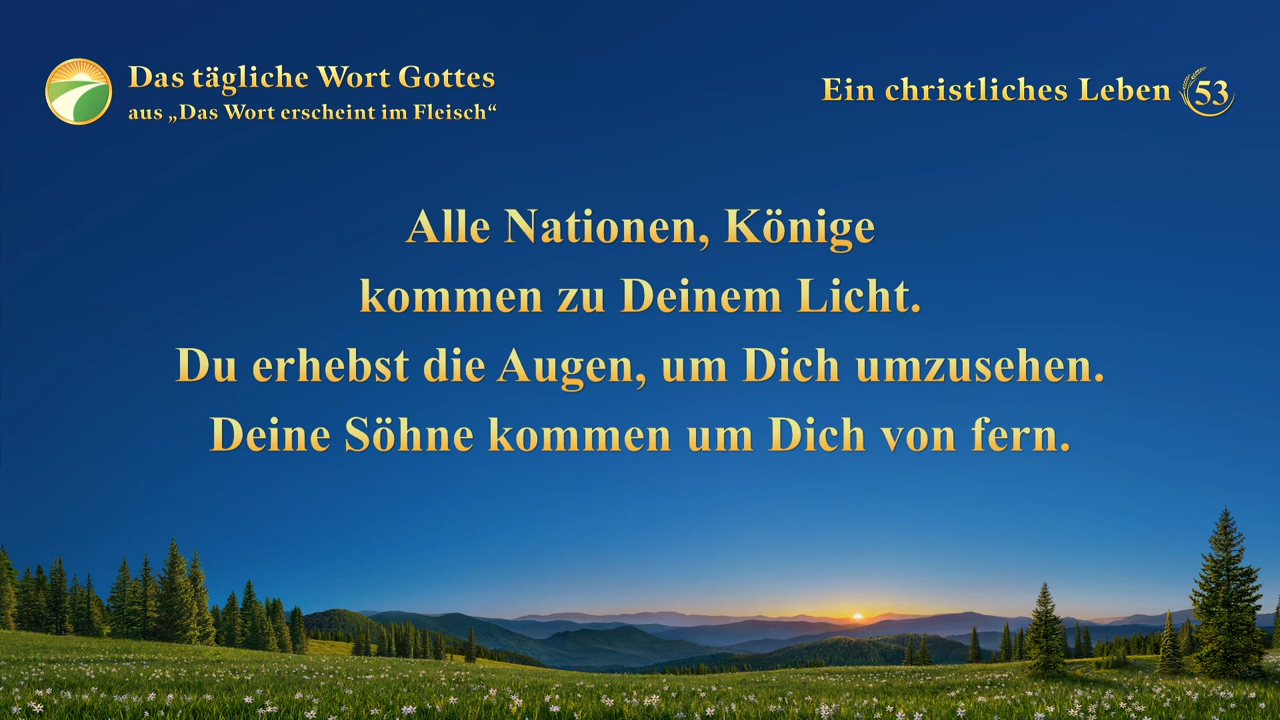 Das tägliche Wort Gottes
aus „Das Wort erscheint im Fleisch“
Ein christliches Leben 53
Alle Nationen, Könige
kommen zu Deinem Licht.
Du erhebst die Augen, um Dich umzusehen.
Deine Söhne kommen um Dich von fern.